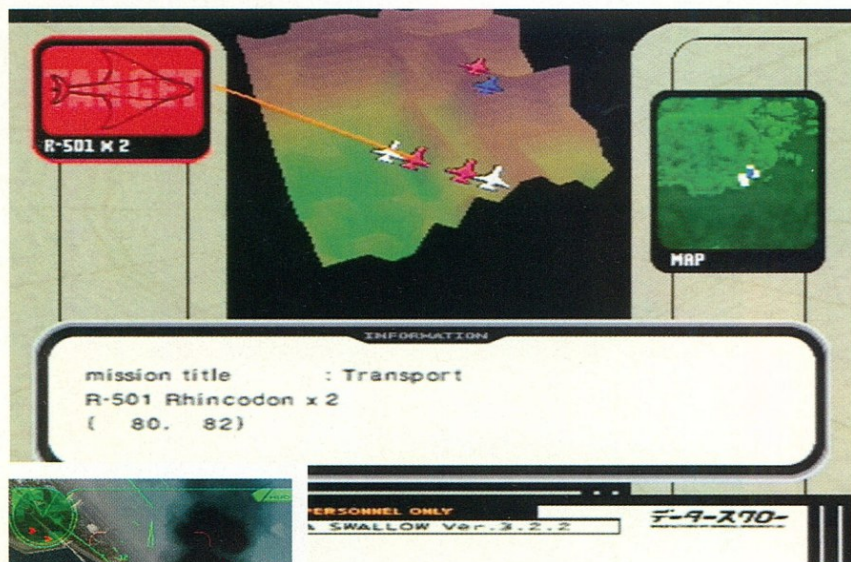 TARGET
R-501 x 2
MAP
INFORMATION
mission title : Transport
R-501 Rhincodon x 2
( 80. 82)
PERSONNEL ONLY
SWALLOW Ver.3.2.2
データースワロー
HUD